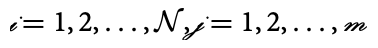 i = 1, 2, . . . , N, j = 1, 2, . . . , m